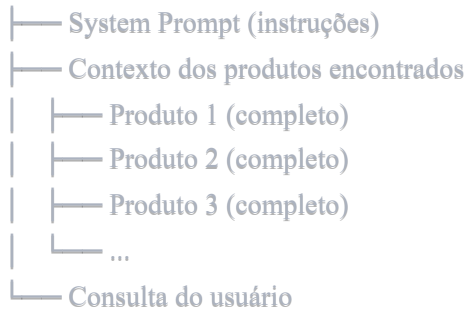 ├── System Prompt (instruções)
├── Contexto dos produtos encontrados
│   ├── Produto 1 (completo)
│   ├── Produto 2 (completo)
│   ├── Produto 3 (completo)
│   └── ...
└── Consulta do usuário